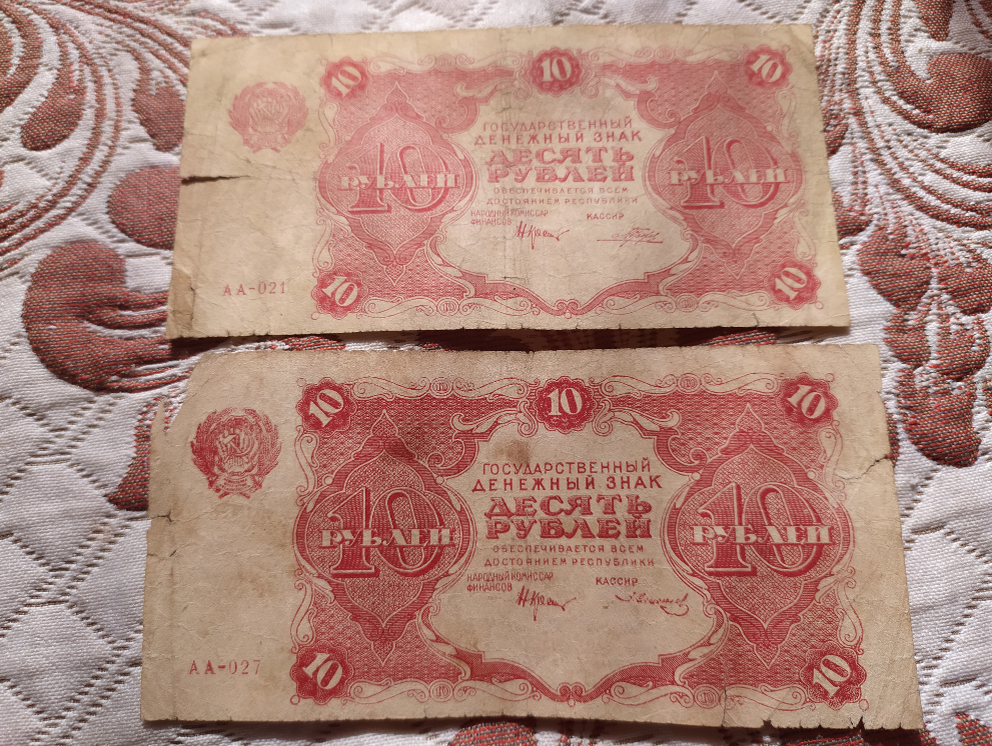 10 10 10
ГОСУДАРСТВЕННЫЙ
ДЕНЕЖНЫЙ ЗНАК
ДЕСЯТЬ
РУБЛЕЙ
10 РУБЛЕЙ 10 РУБЛЕЙ
ОБЕСПЕЧИВАЕТСЯ ВСЕМ
ДОСТОЯНИЕМ РЕСПУБЛИКИ
НАРОДНЫЙ КОМИССАР
ФИНАНСОВ КАССИР
АА-021
10 10
10 10 10
ГОСУДАРСТВЕННЫЙ
ДЕНЕЖНЫЙ ЗНАК
ДЕСЯТЬ
РУБЛЕЙ
10 РУБЛЕЙ 10 РУБЛЕЙ
ОБЕСПЕЧИВАЕТСЯ ВСЕМ
ДОСТОЯНИЕМ РЕСПУБЛИКИ
НАРОДНЫЙ КОМИССАР
ФИНАНСОВ КАССИР
АА-027
10 10